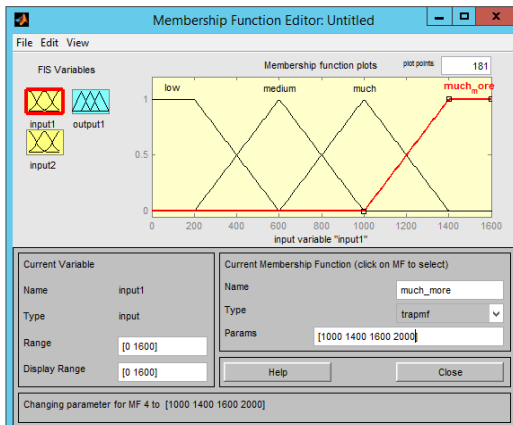 Membership Function Editor: Untitled
File Edit View
FIS Variables
Membership function plots
plot points:
181
input1
output1
input2
low
medium
much
much_more
1
0.5
0
0 200 400 600 800 1000 1200 1400 1600
input variable "input1"
Current Variable
Name input1
Type input
Range [0 1600]
Display Range [0 1600]
Current Membership Function (click on MF to select)
Name much_more
Type trapmf
Params [1000 1400 1600 2000]
Help Close
Changing parameter for MF 4 to [1000 1400 1600 2000]